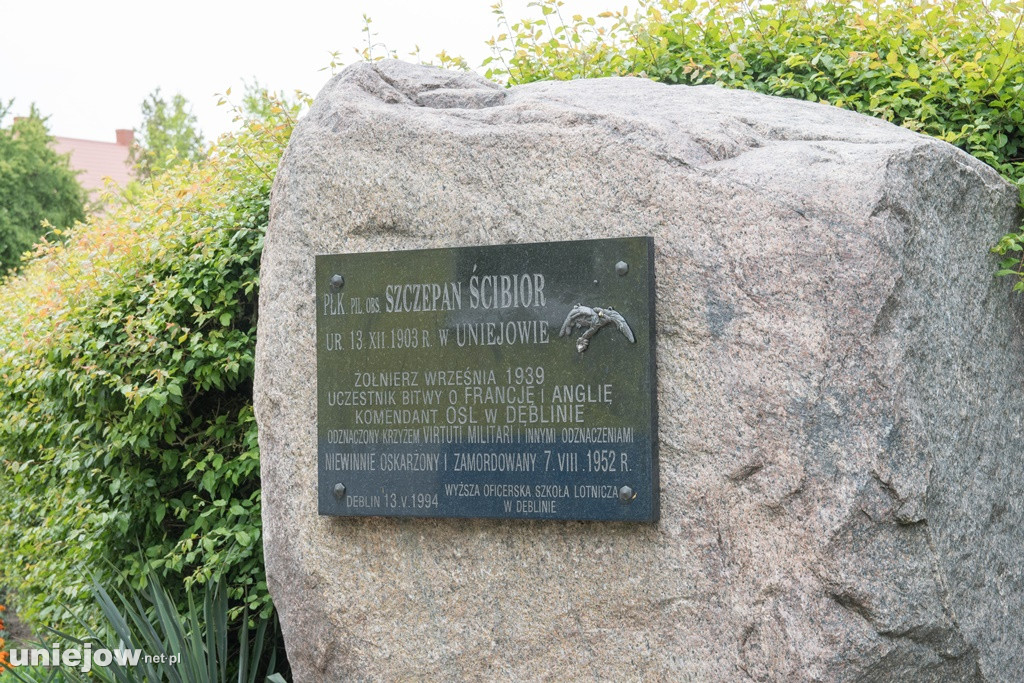 PŁK. PIL. OBS. SZCZEPAN ŚCIBIOR
UR. 13. XII 1903 R. W UNIEJOWIE
ŻOŁNIERZ WRZEŚNIA 1939
UCZESTNIK BITWY O FRANCJĘ I ANGLIĘ
KOMENDANT OSL W DĘBLINIE
ODZNACZONY KRZYŻEM VIRTUTI MILITARI I INNYMI ODZNACZENIAMI
NIEWINNIE OSKARŻONY I ZAMORDOWANY 7. VIII .1952 R.
DĘBLIN 13.V.1994
WYŻSZA OFICERSKA SZKOŁA LOTNICZA
W DĘBLINIE
uniejow.net.pl